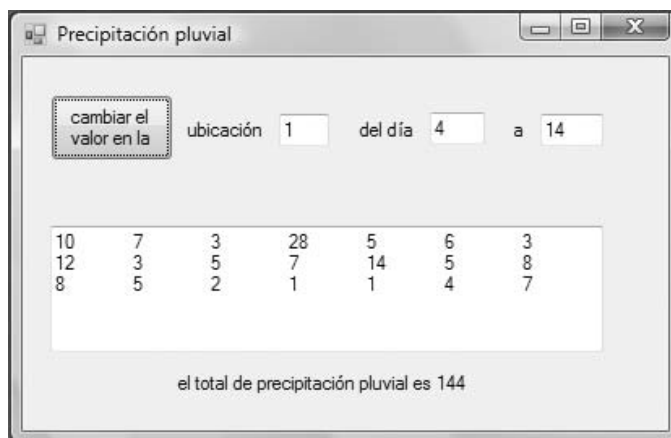 Precipitación pluvial
cambiar el
valor en la
ubicación 1 del día 4 a 14
10 7 3 28 5 6 3
12 3 5 7 14 5 8
8 5 2 1 1 4 7
el total de precipitación pluvial es 144